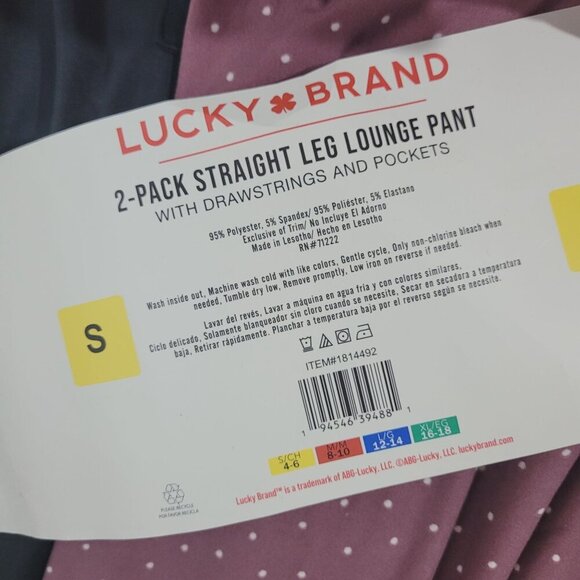 LUCKY BRAND
2-PACK STRAIGHT LEG LOUNGE PANT
WITH DRAWSTRINGS AND POCKETS
95% Polyester, 5% Spandex/ 95% Poliéster, 5% Elastano
Exclusive of Trim/ No Incluye El Adorno
Made in Lesotho/ Hecho en Lesotho
RN#71222
Wash inside out, Machine wash cold with like colors, Gentle cycle, Only non-chlorine bleach when
needed, Tumble dry low, Remove promptly, Low iron on reverse if needed.
Lavar del revés, Lavar a máquina en agua fria y con colores similares.
Ciclo delicado, Solamente blanqueador sin cloro cuando se necesite, Secar en secadora a temperatura
baja, Retirar rápidamente. Planchar a temperatura baja por el reverso según se necesite.
S
ITEM#1814492
1 94546 39488 1
S/CH
4-6
M/M
8-10
L/G
12-14
XL/EG
16-18
PLEASE RECYCLE
POR FAVOR RECICLA
Lucky Brand™ is a trademark of ABG-Lucky, LLC. ©ABG-Lucky, LLC. luckybrand.com